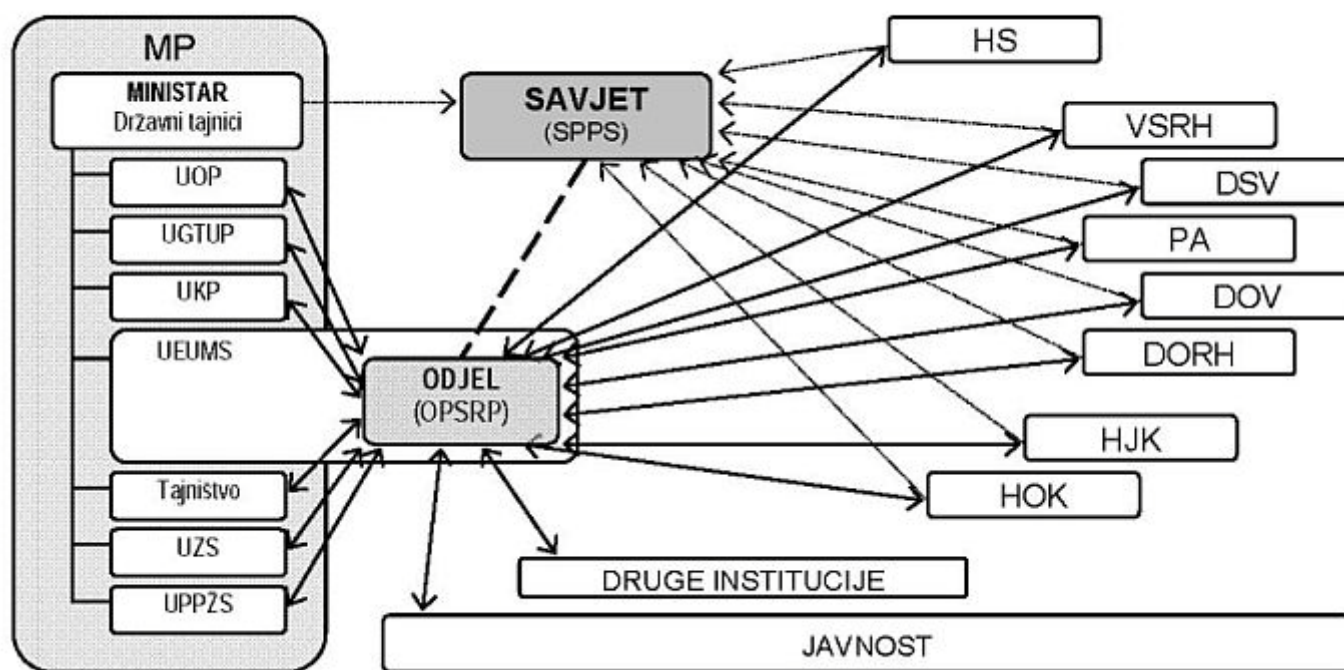 MP
MINISTAR
Državni tajnici
UOP
UGTUP
UKP
UEUMS
Tajništvo
UZS
UPPŽS
SAVJET
(SPPS)
ODJEL
(OPSRP)
HS
VSRH
DSV
PA
DOV
DORH
HJK
HOK
DRUGE INSTITUCIJE
JAVNOST